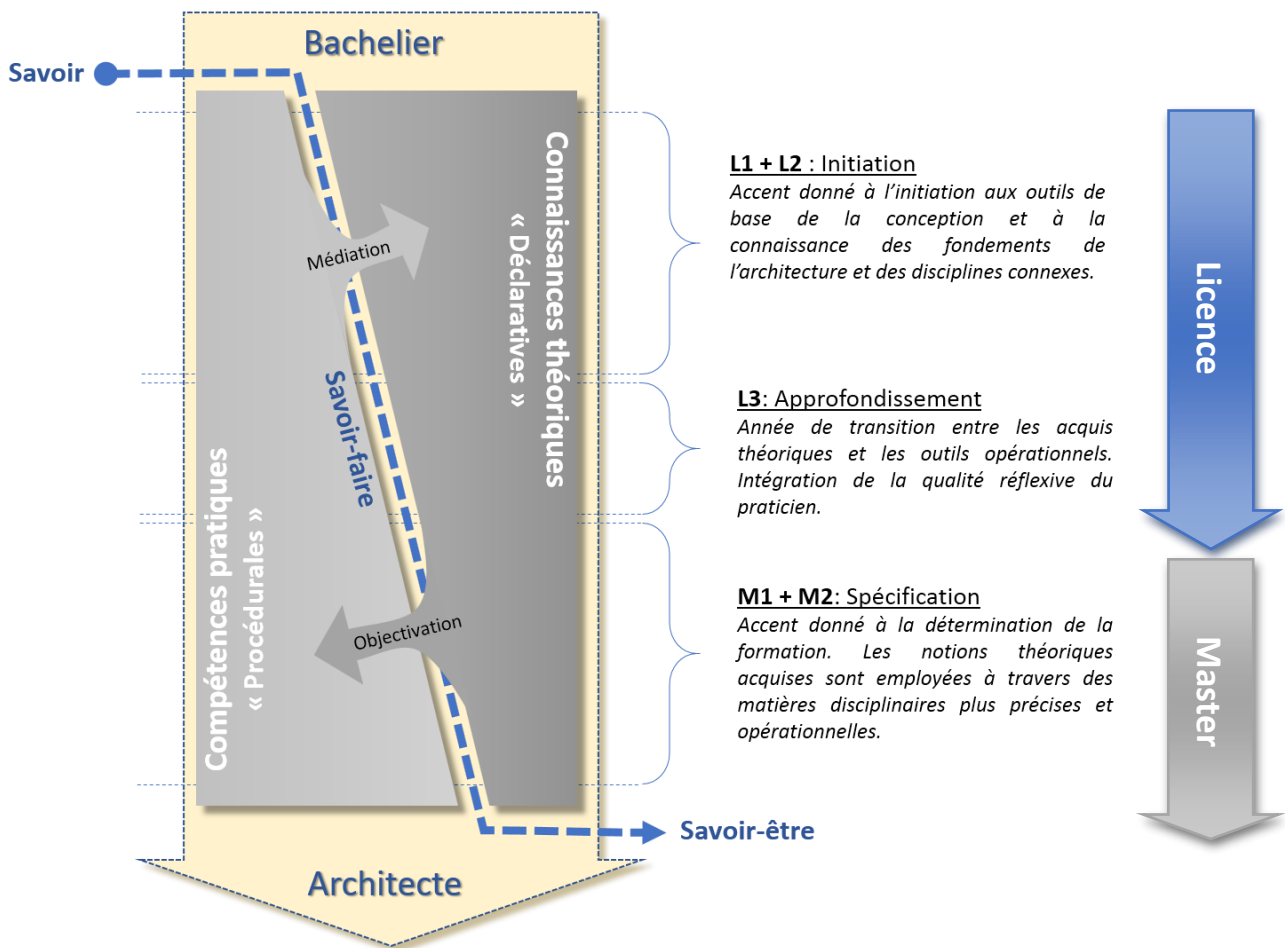 Bachelier
Savoir
Connaissances théoriques
« Déclaratives »
Médiation
Savoir-faire
Compétences pratiques
« Procédurales »
Objectivation
Savoir-être
Architecte
L1 + L2 : Initiation
Accent donné à l’initiation aux outils de
base de la conception et à la
connaissance des fondements de
l’architecture et des disciplines connexes.
L3: Approfondissement
Année de transition entre les acquis
théoriques et les outils opérationnels.
Intégration de la qualité réflexive du
praticien.
M1 + M2: Spécification
Accent donné à la détermination de la
formation. Les notions théoriques
acquises sont employées à travers des
matières disciplinaires plus précises et
opérationnelles.
Licence
Master